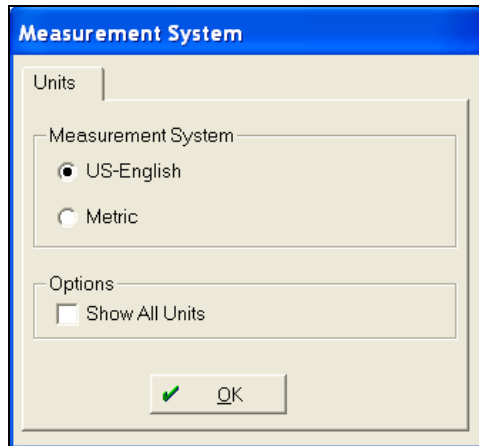 Measurement System
Units
Measurement System
US-English
Metric
Options
Show All Units
OK